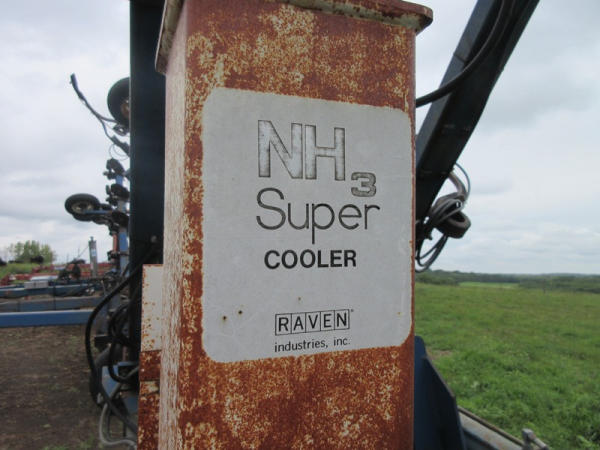 NH3
Super
COOLER
RAVEN®
industries, inc.